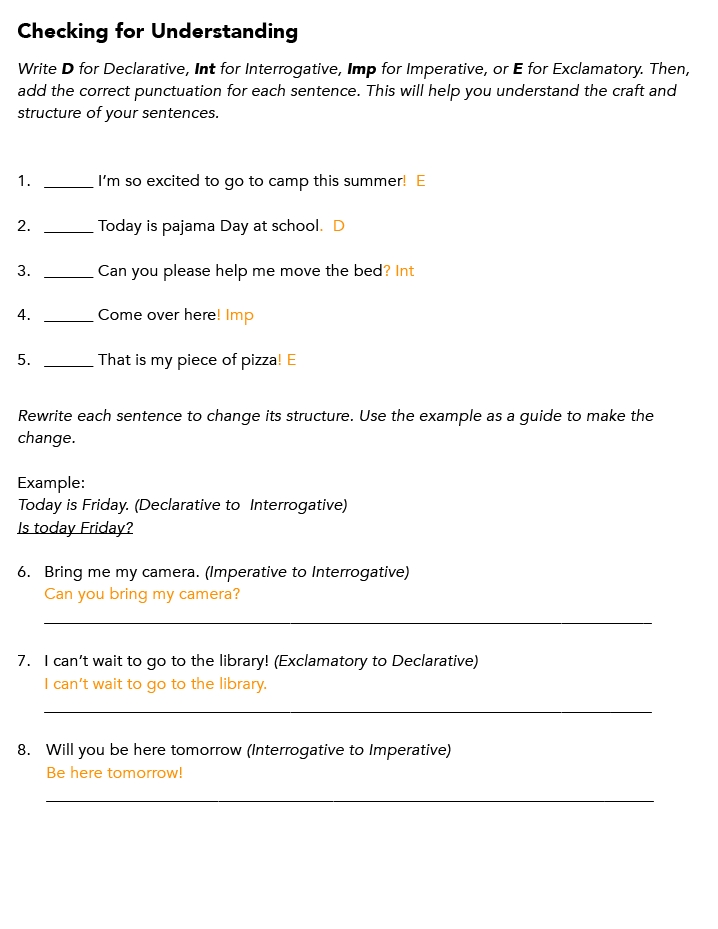 Checking for Understanding
Write D for Declarative, Int for Interrogative, Imp for Imperative, or E for Exclamatory. Then,
add the correct punctuation for each sentence. This will help you understand the craft and
structure of your sentences.
1. ______ I’m so excited to go to camp this summer! E
2. ______ Today is pajama Day at school. D
3. ______ Can you please help me move the bed? Int
4. ______ Come over here! Imp
5. ______ That is my piece of pizza! E
Rewrite each sentence to change its structure. Use the example as a guide to make the
change.
Example:
Today is Friday. (Declarative to Interrogative)
Is today Friday?
6. Bring me my camera. (Imperative to Interrogative)
Can you bring my camera?
7. I can’t wait to go to the library! (Exclamatory to Declarative)
I can’t wait to go to the library.
8. Will you be here tomorrow (Interrogative to Imperative)
Be here tomorrow!